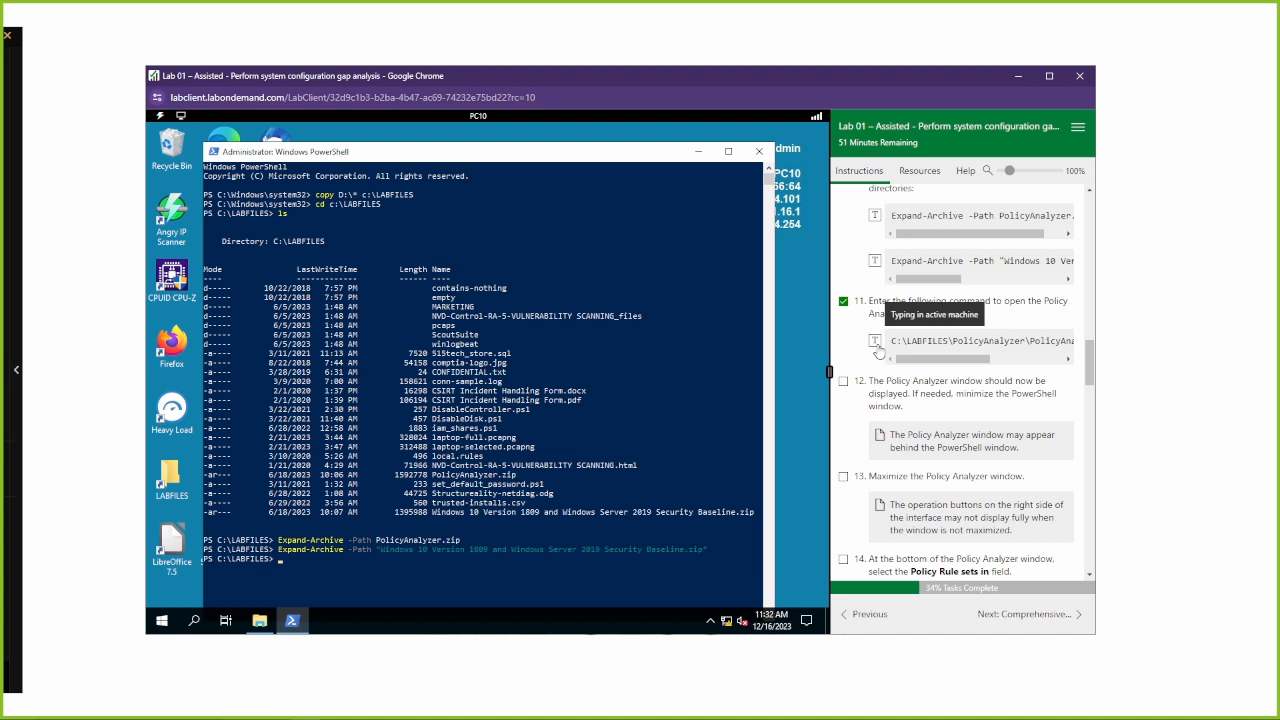 Lab 01 – Assisted - Perform system configuration gap analysis - Google Chrome
labclient.labondemand.com/LabClient/32d9c1b3-b2ba-4b47-ac69-74232e75bd22?rc=10
PC10
Recycle Bin
Angry IP
Scanner
CPUID CPU-Z
Firefox
Heavy Load
LABFILES
LibreOffice
7.5
Administrator: Windows PowerShell
Windows PowerShell
Copyright (C) Microsoft Corporation. All rights reserved.
PS C:\Windows\system32> copy D:\* c:\LABFILES
PS C:\Windows\system32> cd c:\LABFILES
PS C:\LABFILES> ls
Directory: C:\LABFILES
Mode LastWriteTime Length Name
---- ------------- ------ ----
d----- 10/22/2018 7:57 PM contains-nothing
d----- 10/22/2018 7:57 PM empty
d----- 6/5/2023 1:48 AM MARKETING
d----- 6/5/2023 1:48 AM NVD-Control-RA-5-VULNERABILITY SCANNING_files
d----- 6/5/2023 1:48 AM pcaps
d----- 6/5/2023 1:48 AM ScoutSuite
d----- 6/5/2023 1:48 AM winlogbeat
-a---- 3/11/2021 11:13 AM 7520 515tech_store.sql
-a---- 8/22/2018 7:44 AM 54158 comptia-logo.jpg
-a---- 3/28/2019 6:31 AM 24 CONFIDENTIAL.txt
-a---- 3/9/2020 7:00 AM 158621 conn-sample.log
-a---- 2/1/2020 1:37 PM 16298 CSIRT Incident Handling Form.docx
-a---- 2/1/2020 1:39 PM 106194 CSIRT Incident Handling Form.pdf
-a---- 3/22/2021 2:30 PM 257 DisableController.ps1
-a---- 3/22/2021 11:40 AM 457 DisableDisk.ps1
-a---- 6/28/2022 12:58 AM 1883 iam_shares.ps1
-a---- 2/21/2023 3:44 AM 328024 laptop-full.pcapng
-a---- 2/21/2023 3:47 AM 312488 laptop-selected.pcapng
-a---- 3/10/2020 5:26 AM 496 local.rules
-a---- 1/21/2020 4:29 AM 71966 NVD-Control-RA-5-VULNERABILITY SCANNING.html
-ar--- 6/18/2023 10:06 AM 1592778 PolicyAnalyzer.zip
-a---- 3/11/2021 1:32 AM 233 set_default_password.ps1
-a---- 6/28/2022 1:08 AM 44725 Structureality-netdiag.odg
-a---- 6/29/2022 3:56 AM 560 trusted-installs.csv
-ar--- 6/18/2023 10:07 AM 1395988 Windows 10 Version 1809 and Windows Server 2019 Security Baseline.zip
PS C:\LABFILES> Expand-Archive -Path PolicyAnalyzer.zip
PS C:\LABFILES> Expand-Archive -Path "Windows 10 Version 1809 and Windows Server 2019 Security Baseline.zip"
PS C:\LABFILES>
dmin
PC10
66:64
4.101
1.16.1
4.254
11:32 AM
12/16/2023
Lab 01 – Assisted - Perform system configuration ga...
51 Minutes Remaining
Instructions Resources Help 100%
directories:
T Expand-Archive -Path PolicyAnalyzer.
T Expand-Archive -Path "Windows 10 Ver
11. Enter the following command to open the Policy
Ana
Typing in active machine
T C:\LABFILES\PolicyAnalyzer\PolicyAna
12. The Policy Analyzer window should now be
displayed. If needed, minimize the PowerShell
window.
The Policy Analyzer window may appear
behind the PowerShell window.
13. Maximize the Policy Analyzer window.
The operation buttons on the right side of
the interface may not display fully when
the window is not maximized.
14. At the bottom of the Policy Analyzer window.
select the Policy Rule sets in field.
34% Tasks Complete
Previous Next: Comprehensive...